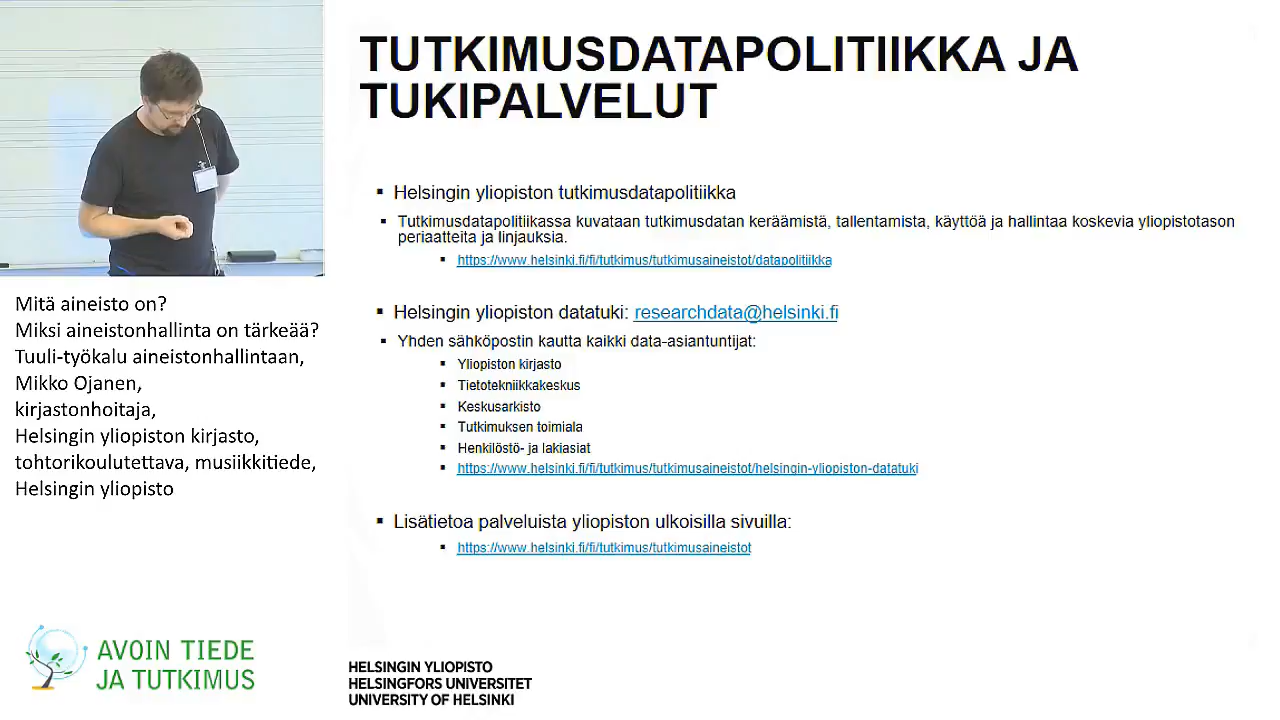 TUTKIMUSDATAPOLITIIKKA JA
TUKIPALVELUT
Helsingin yliopiston tutkimusdatapolitiikka
Tutkimusdatapolitiikassa kuvataan tutkimusdatan keräämistä, tallentamista, käyttöä ja hallintaa koskevia yliopistotason
periaatteita ja linjauksia.
https://www.helsinki.fi/fi/tutkimus/tutkimusaineistot/datapolitiikka
Helsingin yliopiston datatuki: researchdata@helsinki.fi
Yhden sähköpostin kautta kaikki data-asiantuntijat:
Yliopiston kirjasto
Tietotekniikkakeskus
Keskusarkisto
Tutkimuksen toimiala
Henkilöstö- ja lakiasiat
https://www.helsinki.fi/fi/tutkimus/tutkimusaineistot/helsingin-yliopiston-datatuki
Lisätietoa palveluista yliopiston ulkoisilla sivuilla:
https://www.helsinki.fi/fi/tutkimus/tutkimusaineistot
Mitä aineisto on?
Miksi aineistonhallinta on tärkeää?
Tuuli-työkalu aineistonhallintaan,
Mikko Ojanen,
kirjastonhoitaja,
Helsingin yliopiston kirjasto,
tohtorikoulutettava, musiikkitiede,
Helsingin yliopisto
AVOIN TIEDE
JA TUTKIMUS
HELSINGIN YLIOPISTO
HELSINGFORS UNIVERSITET
UNIVERSITY OF HELSINKI